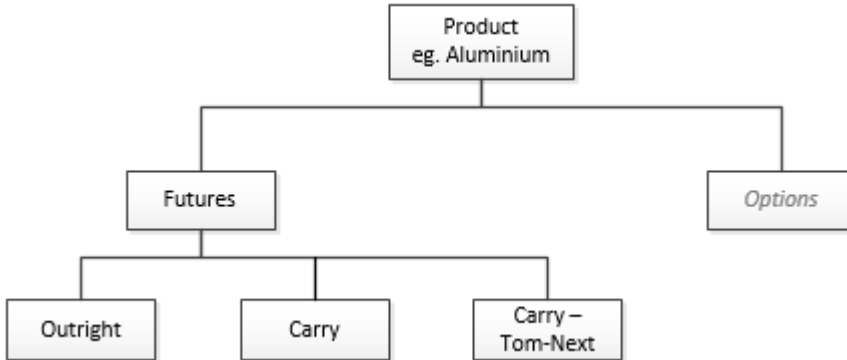 Product
eg. Aluminium
Futures
Options
Outright
Carry
Carry –
Tom-Next